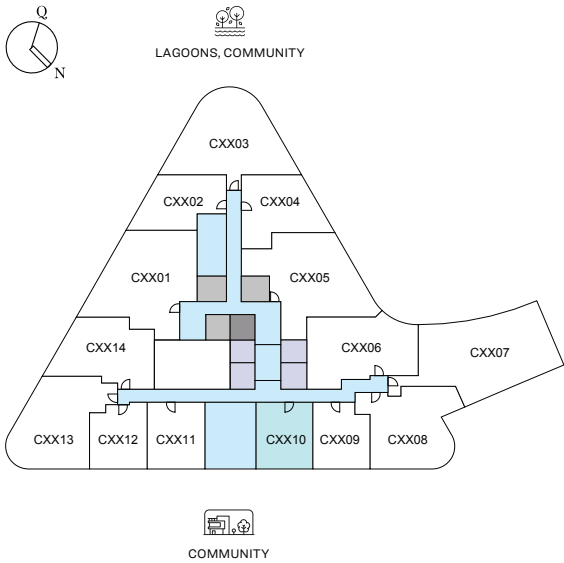 Q
N
LAGOONS, COMMUNITY
CXX03
CXX02
CXX04
CXX01
CXX05
CXX14
CXX06
CXX07
CXX13
CXX12
CXX11
CXX10
CXX09
CXX08
COMMUNITY